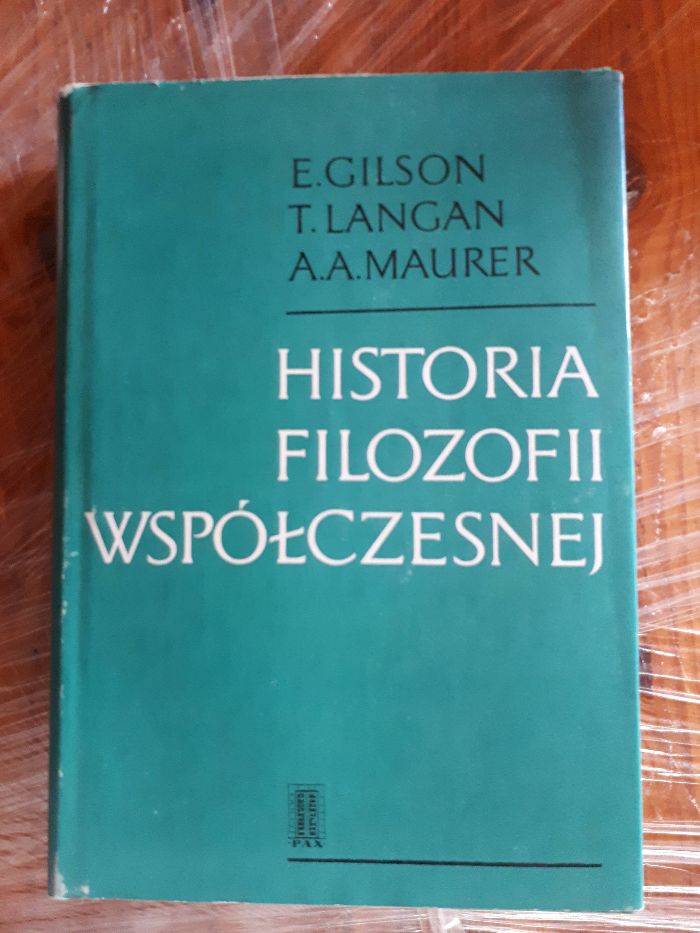 E. GILSON
T. LANGAN
A.A. MAURER
HISTORIA
FILOZOFII
WSPÓŁCZESNEJ
PAX